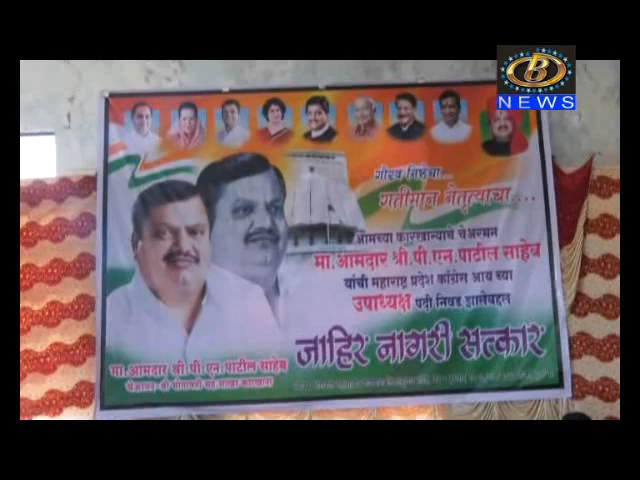 B
NEWS
गौरव निष्ठेचा...
शतीमान नेतृत्वाचा....
आमच्या कारखान्याचे चेअरमन
मा.आमदार श्री.पी.एन.पाटील साहेब
यांची महाराष्ट्र प्रदेश काँग्रेस आय च्या
उपाध्यक्ष पदी निवड झालेबद्दल
जाहिर नागरी सत्कार
मा.आमदार श्री.पी.एन.पाटील साहेब
चेअरमन श्री